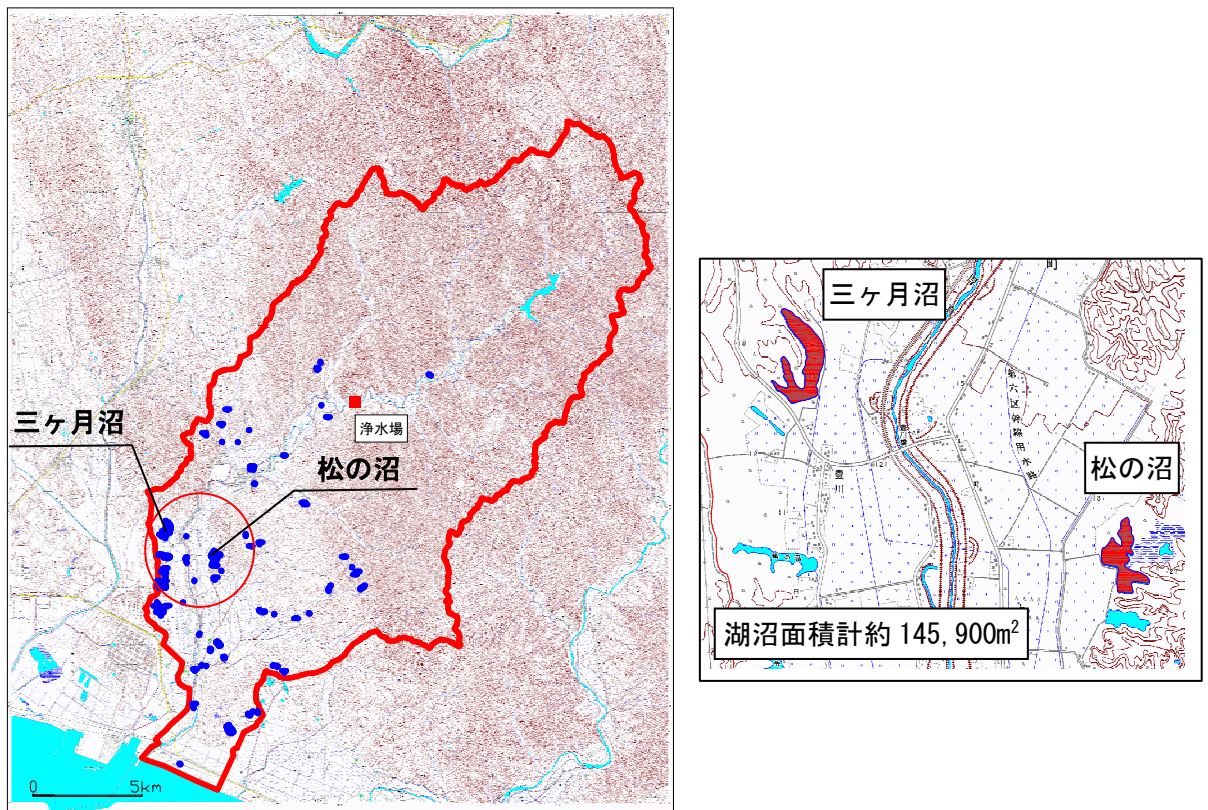 三ヶ月沼
松の沼
浄水場
0 5km
三ヶ月沼
町
第六区幹線用水路
松の沼
豊川
湖沼面積計約 145,900m²